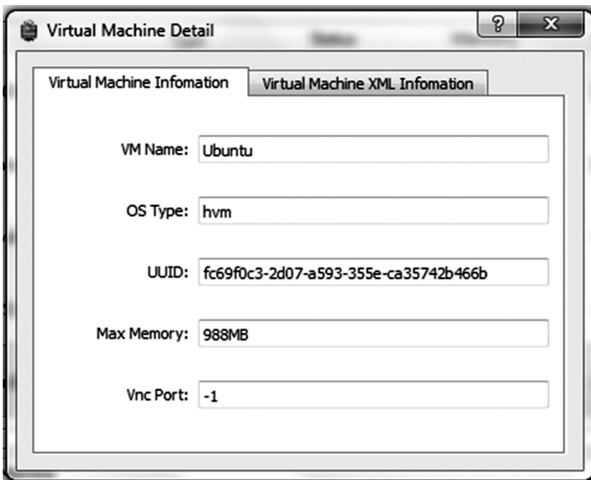 Virtual Machine Detail
Virtual Machine Infomation
Virtual Machine XML Infomation
VM Name: Ubuntu
OS Type: hvm
UUID: fc69f0c3-2d07-a593-355e-ca35742b466b
Max Memory: 988MB
Vnc Port: -1